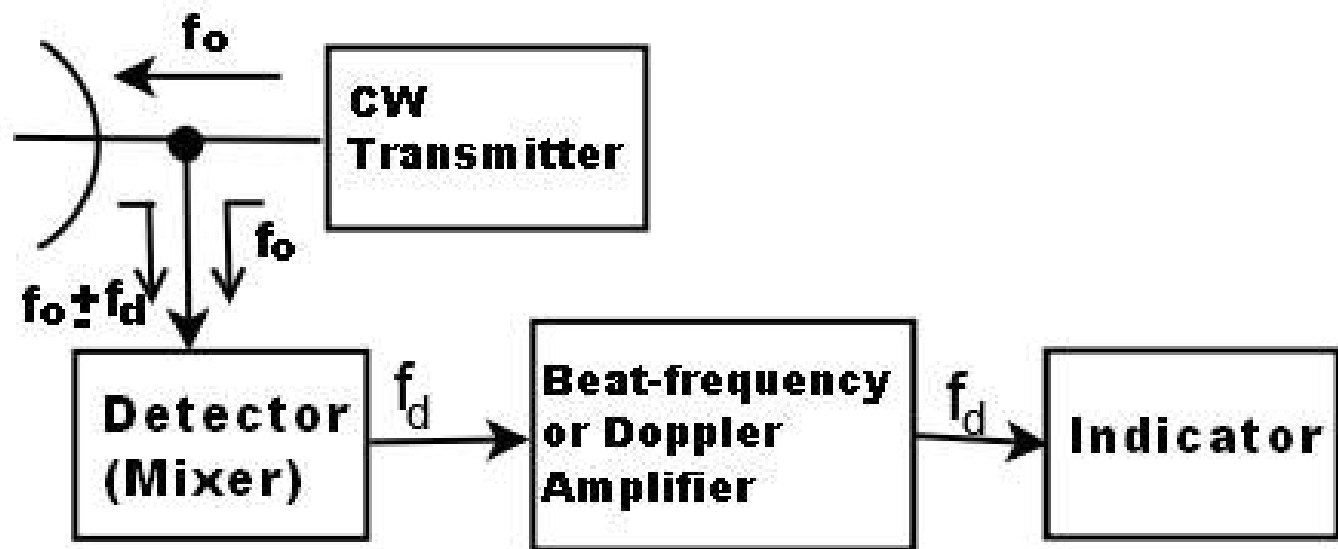 fo
CW
Transmitter
fo
fo±fd
Detector
(Mixer)
fd
Beat-frequency
or Doppler
Amplifier
fd
Indicator